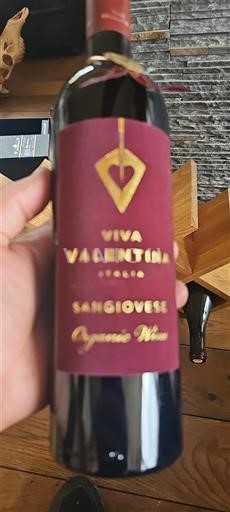 VIVA
VALENTINA
ITALIA
SANGIOVESE
Organic Wine